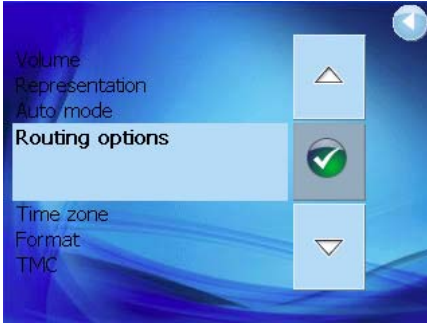 Volume
Representation
Auto mode
Routing options
Time zone
Format
TMC